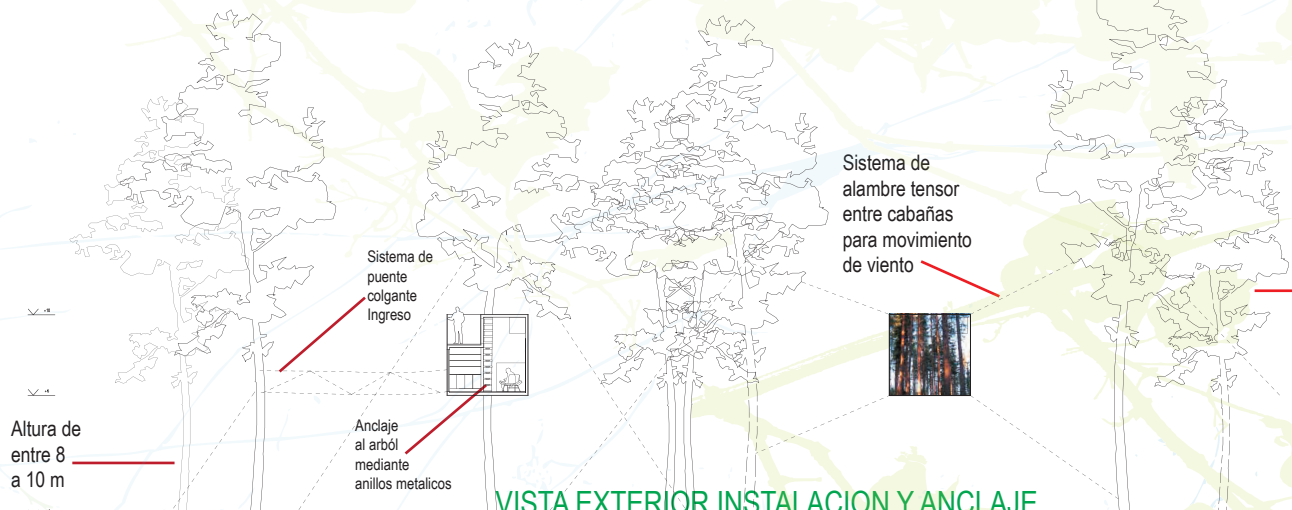 Sistema de
alambre tensor
entre cabañas
para movimiento
de viento
Sistema de
puente
colgante
Ingreso
Altura de
entre 8
a 10 m
Anclaje
al arból
mediante
anillos metalicos
VISTA EXTERIOR INSTALACION Y ANCLAJE